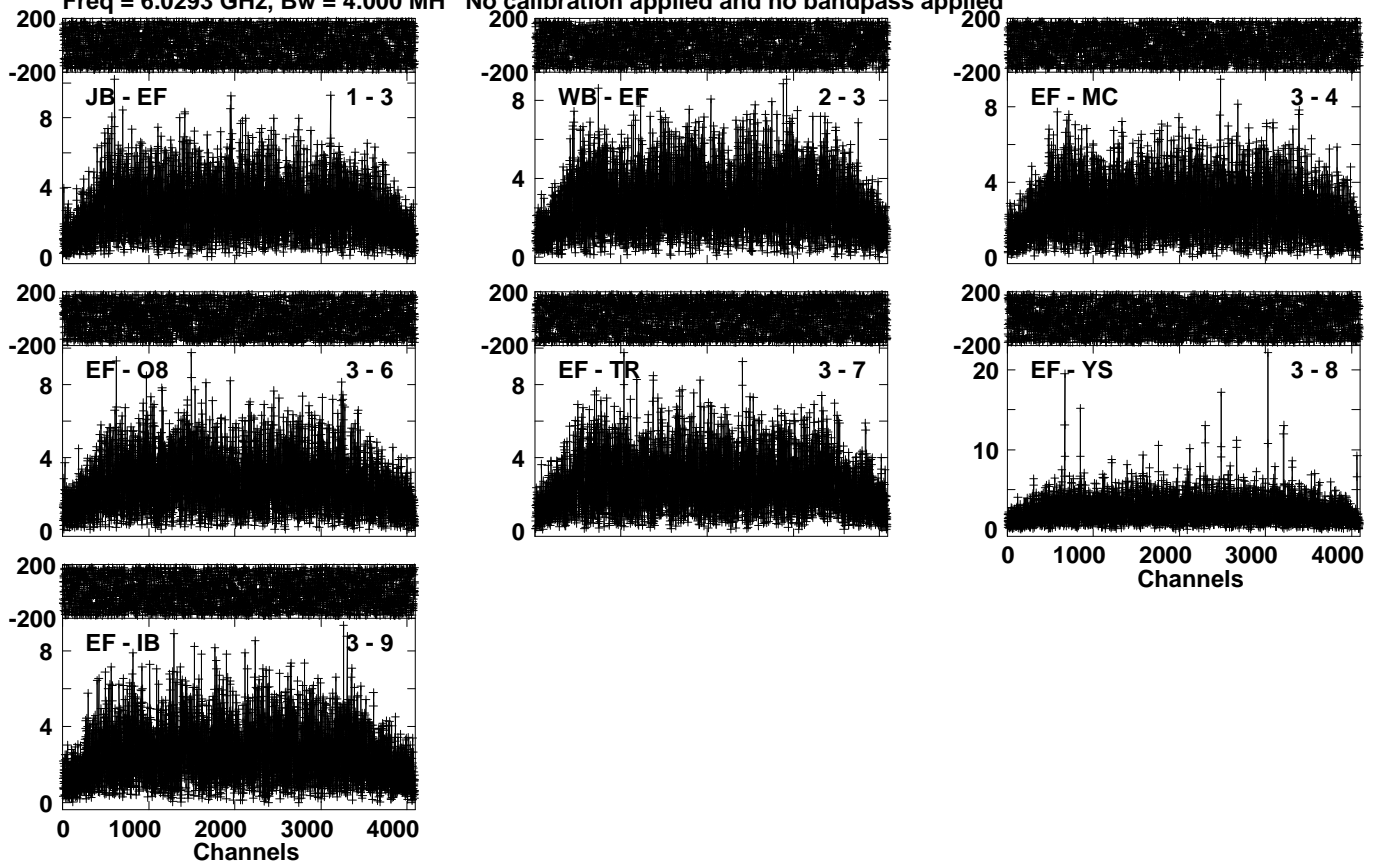 Freq = 6.0293 GHz, Bw = 4.000 MH No calibration applied and no bandpass applied
200
-200
JB - EF 1 - 3
8
4
0
200
-200
WB - EF 2 - 3
8
4
0
200
-200
EF - MC 3 - 4
8
4
0
200
-200
EF - O8 3 - 6
8
4
0
200
-200
EF - TR 3 - 7
8
4
0
200
-200
EF - YS 3 - 8
20
10
0
0 1000 2000 3000 4000
Channels
200
-200
EF - IB 3 - 9
8
4
0
0 1000 2000 3000 4000
Channels